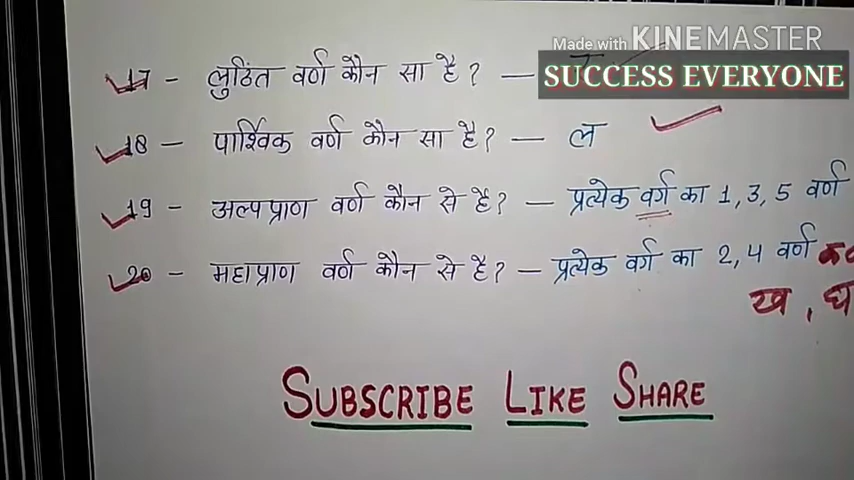 Made with KINEMASTER
SUCCESS EVERYONE
17 - लुठित वर्ण कौन सा है? —
18 - पार्श्विक वर्ण कौन सा है? — ल
19 - अल्पप्राण वर्ण कौन से है? — प्रत्येक वर्ग का 1, 3, 5 वर्ण
20 - महाप्राण वर्ण कौन से है? — प्रत्येक वर्ग का 2, 4 वर्ण
ख, घ
SUBSCRIBE LIKE SHARE